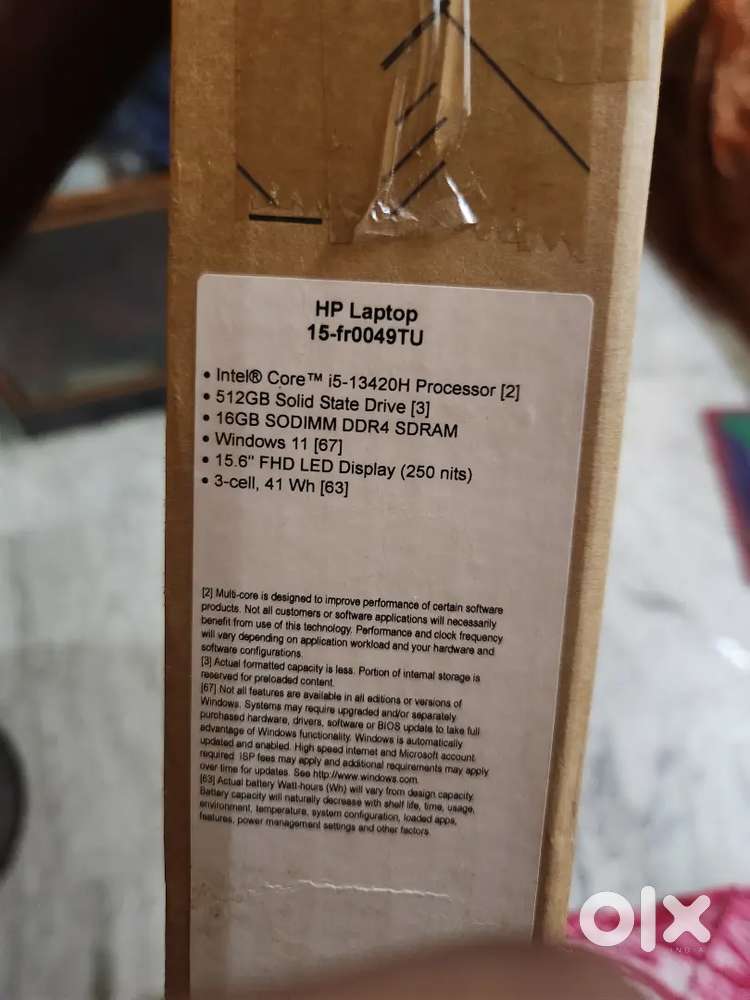 HP Laptop
15-fr0049TU
• Intel® Core™ i5-13420H Processor [2]
• 512GB Solid State Drive [3]
• 16GB SODIMM DDR4 SDRAM
• Windows 11 [67]
• 15.6" FHD LED Display (250 nits)
• 3-cell, 41 Wh [63]
[2] Multi-core is designed to improve performance of certain software
products. Not all customers or software applications will necessarily
benefit from use of this technology. Performance and clock frequency
will vary depending on application workload and your hardware and
software configurations.
[3] Actual formatted capacity is less. Portion of internal storage is
reserved for preloaded content.
[67] Not all features are available in all editions or versions of
Windows. Systems may require upgraded and/or separately
purchased hardware, drivers, software or BIOS update to take full
advantage of Windows functionality. Windows is automatically
updated and enabled. High speed internet and Microsoft account
required. ISP fees may apply and additional requirements may apply
over time for updates. See http://www.windows.com.
[63] Actual battery Watt-hours (Wh) will vary from design capacity.
Battery capacity will naturally decrease with shelf life, time, usage,
environment, temperature, system configuration, loaded apps,
features, power management settings and other factors.
olx
INDIA